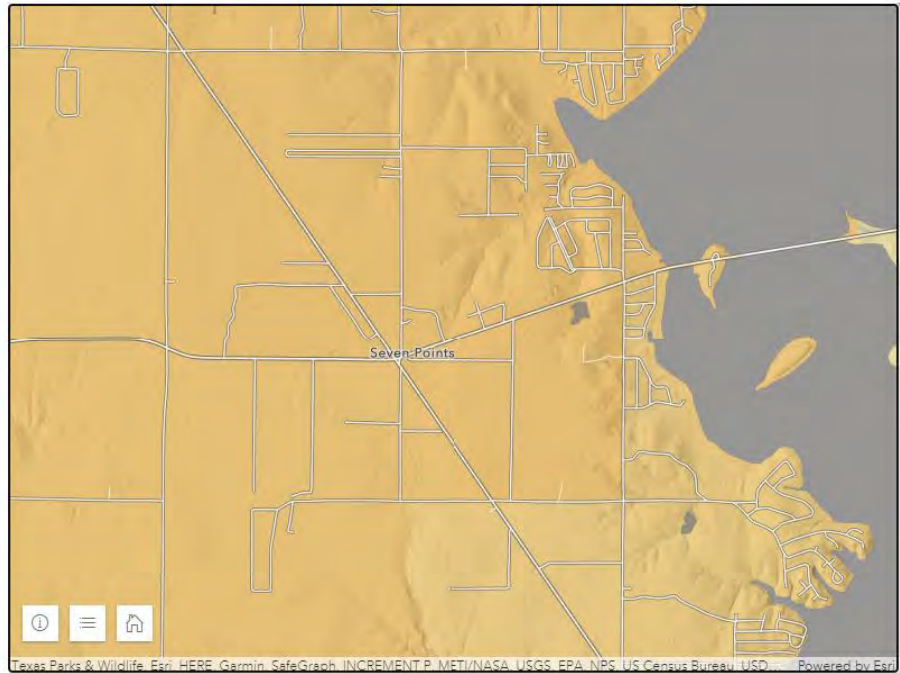 Seven Points
Texas Parks & Wildlife, Esri, HERE, Garmin, SafeGraph, INCREMENT P, METI/NASA, USGS, EPA, NPS, US Census Bureau, USD... Powered by Esri